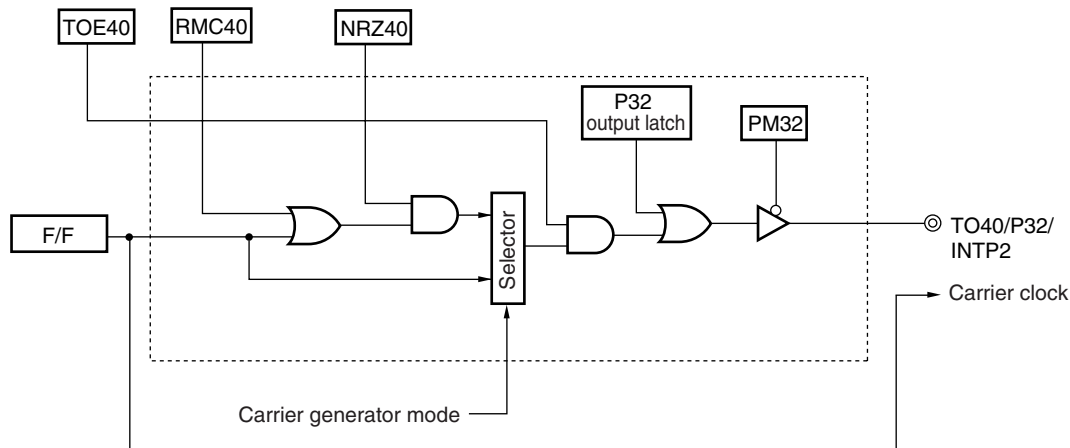 TOE40
RMC40
NRZ40
P32
output latch
PM32
F/F
Selector
TO40/P32/
INTP2
Carrier clock
Carrier generator mode